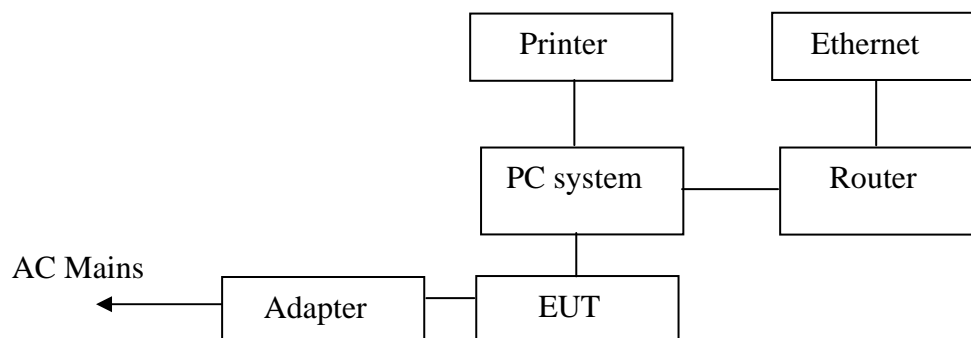 Printer
Ethernet
PC system
Router
AC Mains
Adapter
EUT